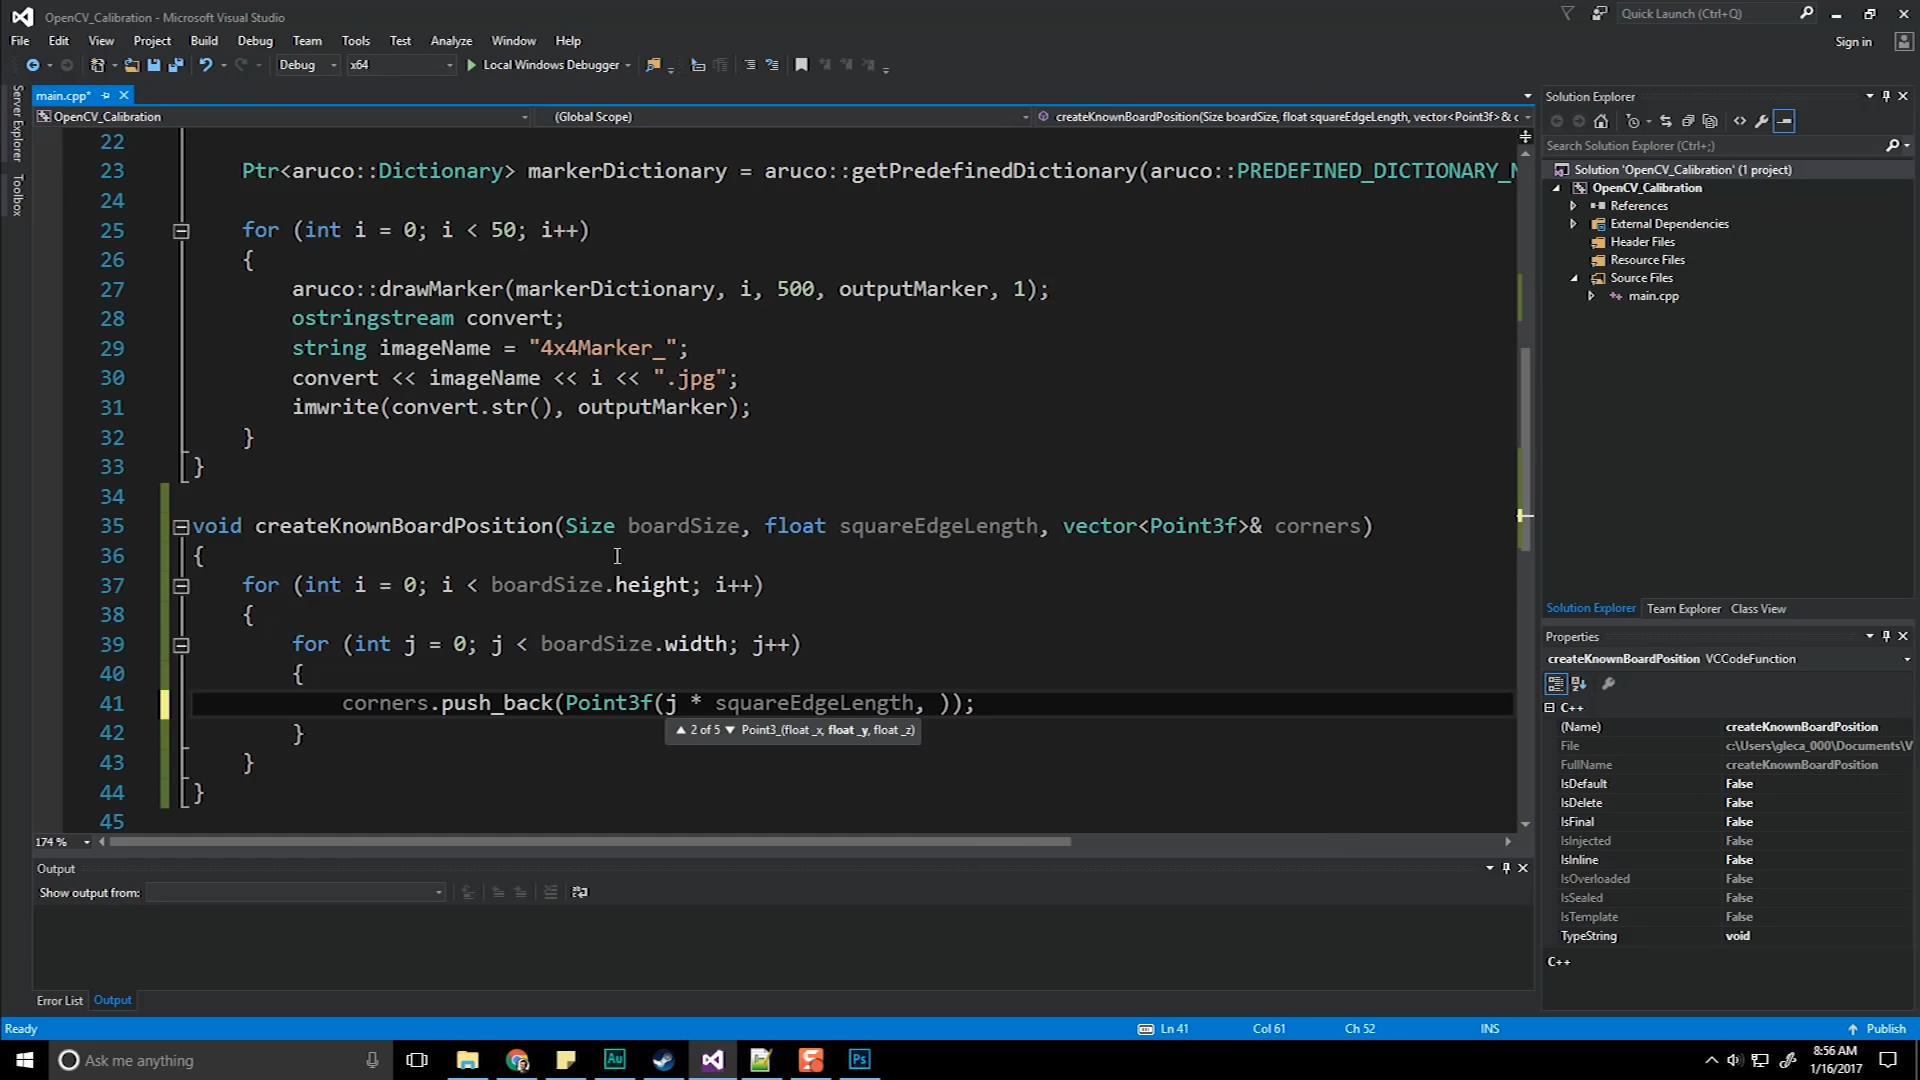 OpenCV_Calibration - Microsoft Visual Studio
Quick Launch (Ctrl+Q)
File Edit View Project Build Debug Team Tools Test Analyze Window Help
Sign in
Debug x64 Local Windows Debugger
Server Explorer
Toolbox
main.cpp*
OpenCV_Calibration (Global Scope) createKnownBoardPosition(Size boardSize, float squareEdgeLength, vector<Point3f>& c
22
23 Ptr<aruco::Dictionary> markerDictionary = aruco::getPredefinedDictionary(aruco::PREDEFINED_DICTIONARY_N
24
25 for (int i = 0; i < 50; i++)
26 {
27 aruco::drawMarker(markerDictionary, i, 500, outputMarker, 1);
28 ostringstream convert;
29 string imageName = "4x4Marker_";
30 convert << imageName << i << ".jpg";
31 imwrite(convert.str(), outputMarker);
32 }
33 }
34
35 void createKnownBoardPosition(Size boardSize, float squareEdgeLength, vector<Point3f>& corners)
36 {
37 for (int i = 0; i < boardSize.height; i++)
38 {
39 for (int j = 0; j < boardSize.width; j++)
40 {
41 corners.push_back(Point3f(j * squareEdgeLength, ));
▲ 2 of 5 ▼ Point3_(float _x, float _y, float _z)
42 }
43 }
44 }
45
174 %
Output
Show output from:
Error List Output
Solution Explorer
Search Solution Explorer (Ctrl+;)
Solution 'OpenCV_Calibration' (1 project)
OpenCV_Calibration
References
External Dependencies
Header Files
Resource Files
Source Files
main.cpp
Solution Explorer Team Explorer Class View
Properties
createKnownBoardPosition VCCodeFunction
C++
(Name) createKnownBoardPosition
File c:\Users\gleca_000\Documents\V
FullName createKnownBoardPosition
IsDefault False
IsDelete False
IsFinal False
IsInjected False
IsInline False
IsOverloaded False
IsSealed False
IsTemplate False
TypeString void
C++
Ready Ln 41 Col 61 Ch 52 INS Publish
Ask me anything
Au
Ps
8:56 AM
1/16/2017